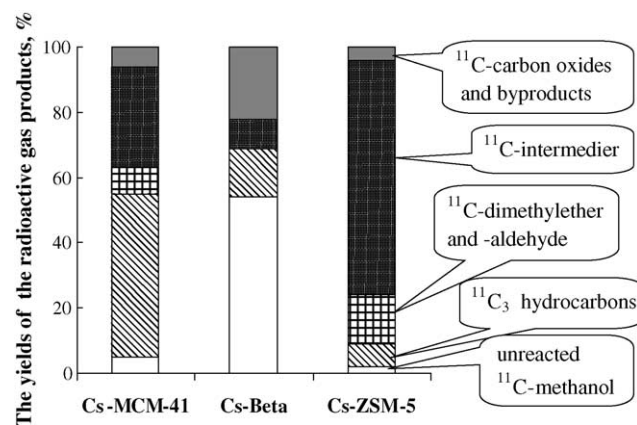 The yields of the radioactive gas products, %
100
80
60
40
20
0
Cs-MCM-41 Cs-Beta Cs-ZSM-5
¹¹C-carbon oxides
and byproducts
¹¹C-intermedier
¹¹C-dimethylether
and -aldehyde
¹¹C₃ hydrocarbons
unreacted
¹¹C-methanol